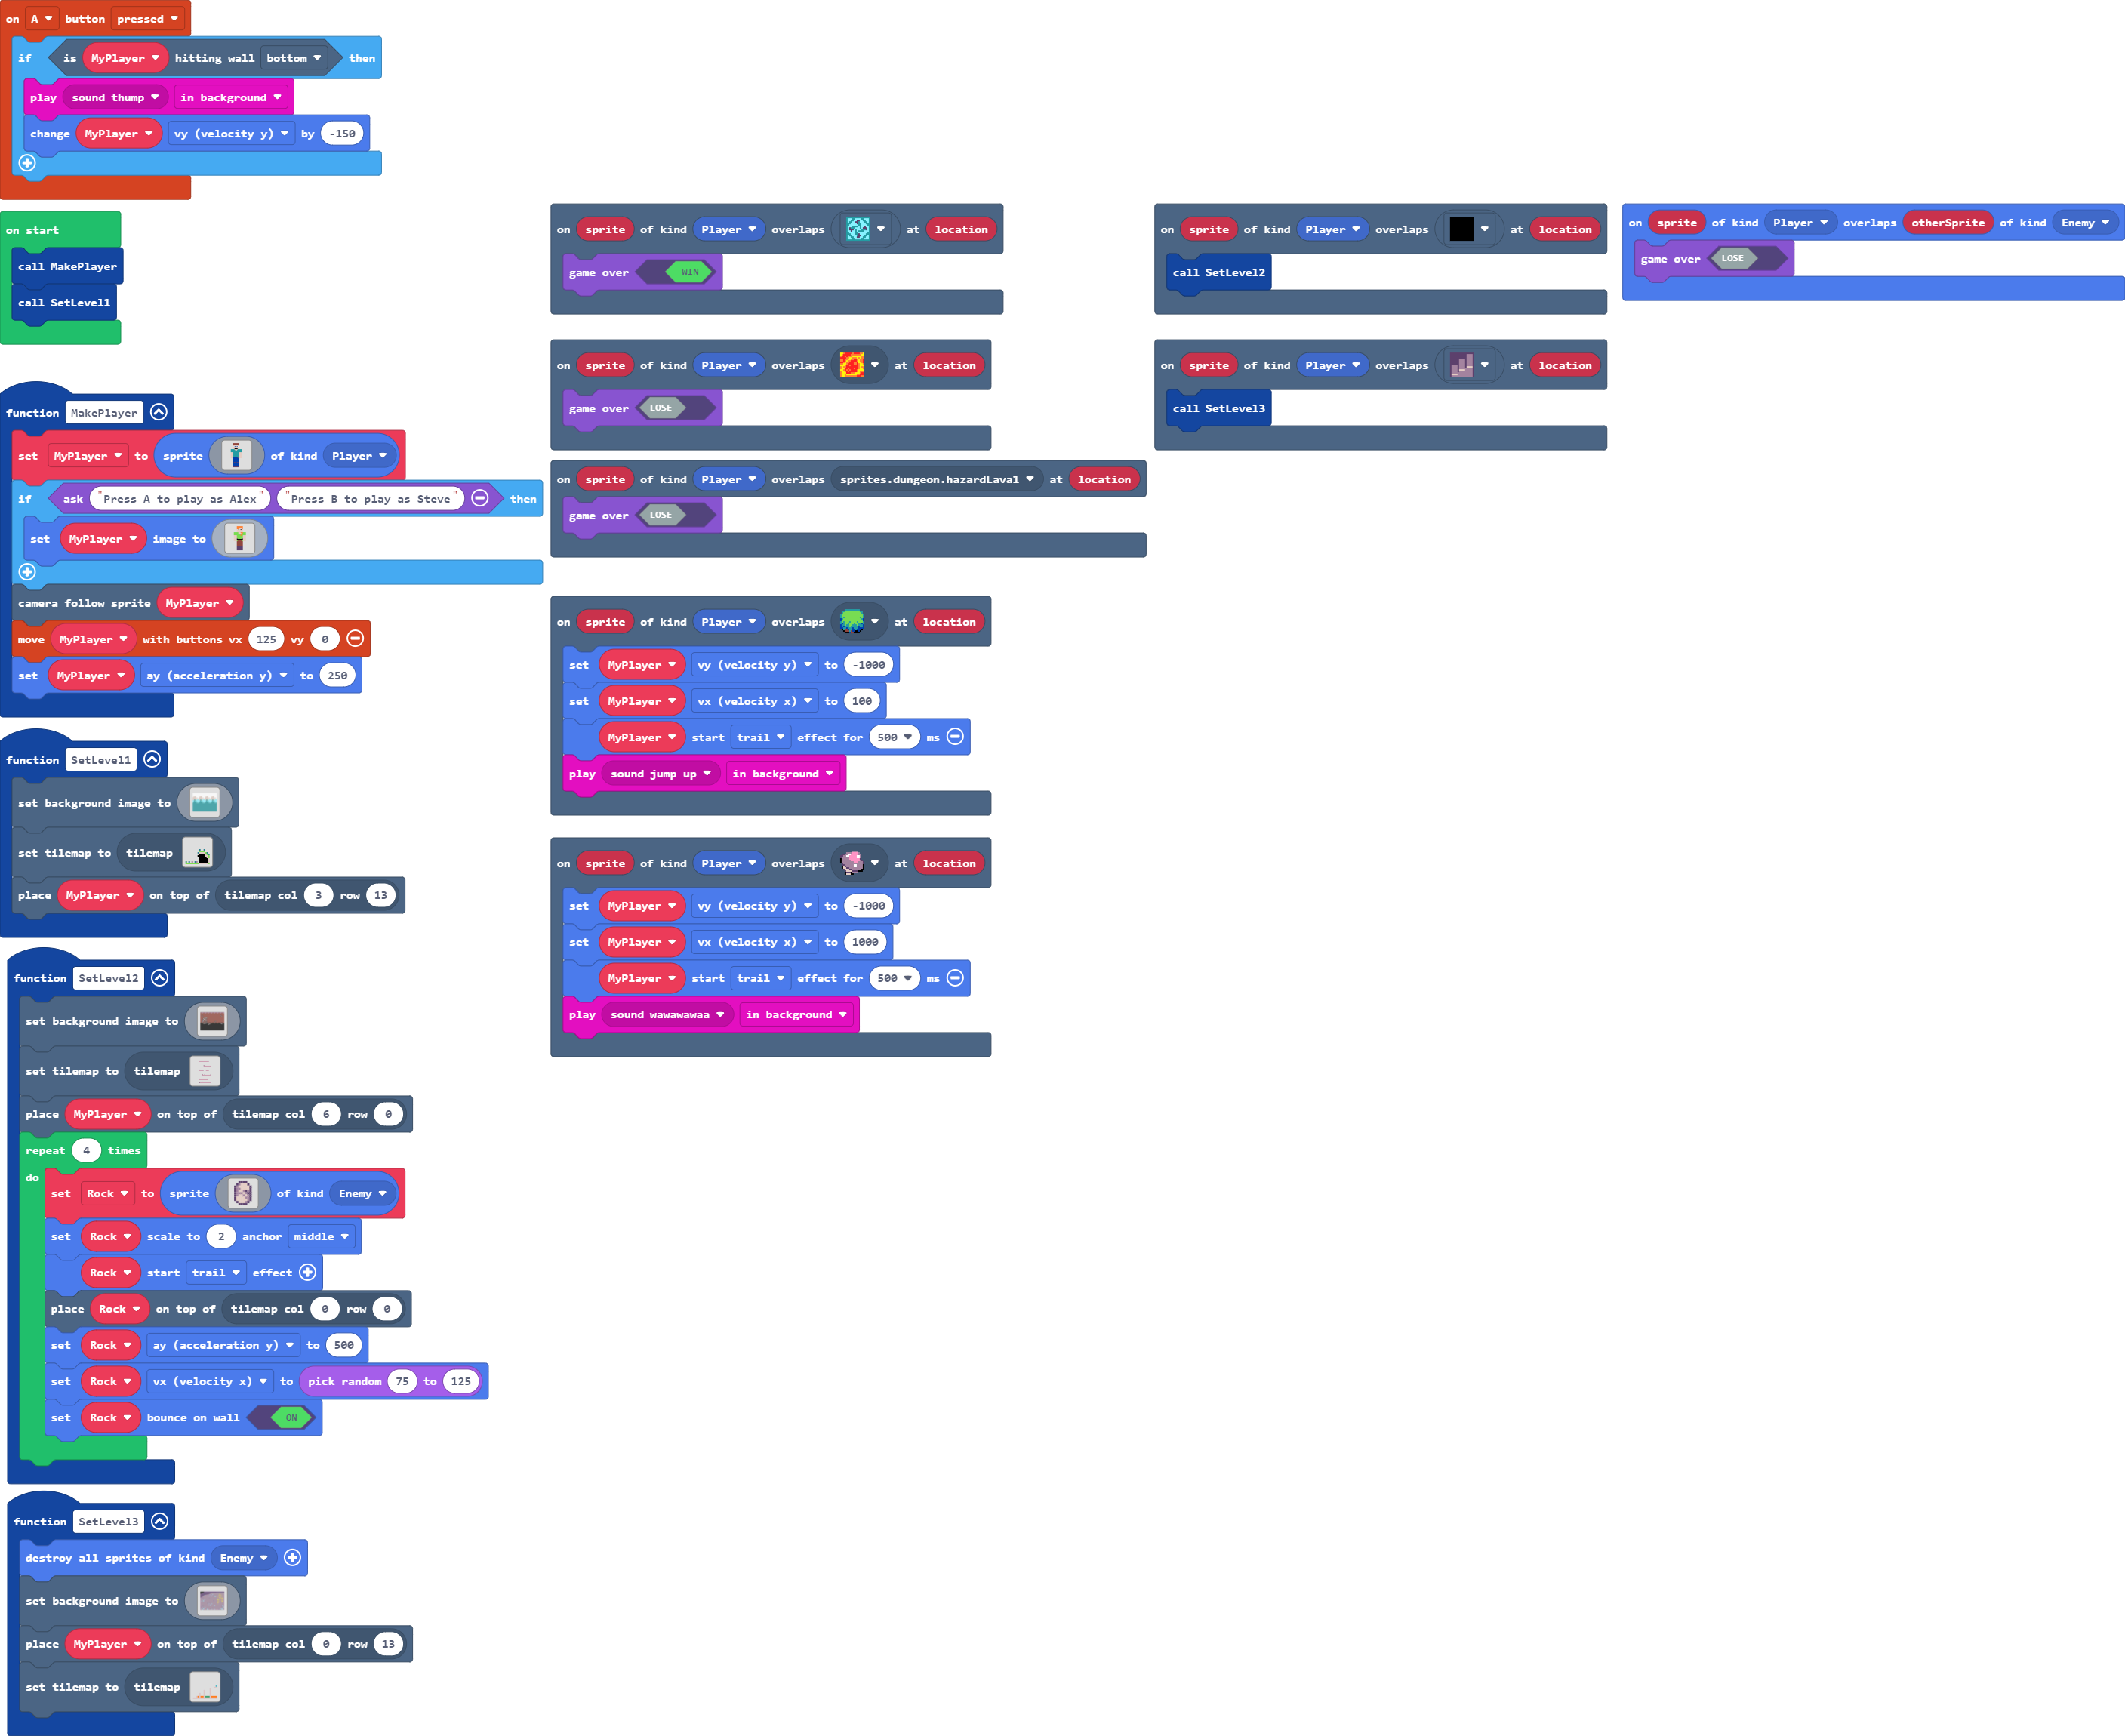 on A button pressed
if is MyPlayer hitting wall bottom then
play sound thump in background
change MyPlayer vy (velocity y) by -150
on start
call MakePlayer
call SetLevel1
function MakePlayer
set MyPlayer to sprite of kind Player
if ask "Press A to play as Alex" "Press B to play as Steve" then
set MyPlayer image to
camera follow sprite MyPlayer
move MyPlayer with buttons vx 125 vy 0
set MyPlayer ay (acceleration y) to 250
function SetLevel1
set background image to
set tilemap to tilemap
place MyPlayer on top of tilemap col 3 row 13
function SetLevel2
set background image to
set tilemap to tilemap
place MyPlayer on top of tilemap col 6 row 0
repeat 4 times
do
set Rock to sprite of kind Enemy
set Rock scale to 2 anchor middle
Rock start trail effect
place Rock on top of tilemap col 0 row 0
set Rock ay (acceleration y) to 500
set Rock vx (velocity x) to pick random 75 to 125
set Rock bounce on wall ON
function SetLevel3
destroy all sprites of kind Enemy
set background image to
place MyPlayer on top of tilemap col 0 row 13
set tilemap to tilemap
on sprite of kind Player overlaps at location
game over WIN
on sprite of kind Player overlaps at location
game over LOSE
on sprite of kind Player overlaps sprites.dungeon.hazardLava1 at location
game over LOSE
on sprite of kind Player overlaps at location
set MyPlayer vy (velocity y) to -1000
set MyPlayer vx (velocity x) to 100
MyPlayer start trail effect for 500 ms
play sound jump up in background
on sprite of kind Player overlaps at location
set MyPlayer vy (velocity y) to -1000
set MyPlayer vx (velocity x) to 1000
MyPlayer start trail effect for 500 ms
play sound wawawawaa in background
on sprite of kind Player overlaps at location
call SetLevel2
on sprite of kind Player overlaps at location
call SetLevel3
on sprite of kind Player overlaps otherSprite of kind Enemy
game over LOSE